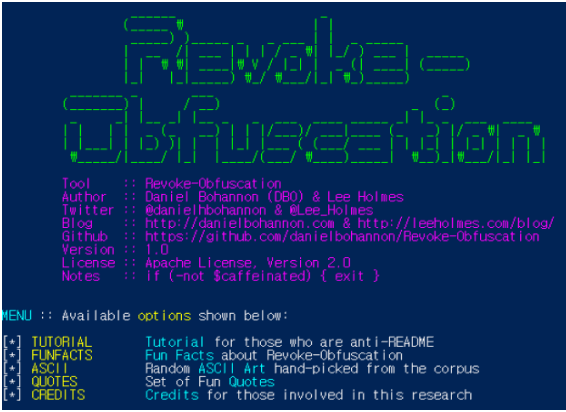 Revoke -
Obfuscation
Tool :: Revoke-Obfuscation
Author :: Daniel Bohannon (DBO) & Lee Holmes
Twitter :: @danielhbohannon & @Lee_Holmes
Blog :: http://danielbohannon.com & http://leeholmes.com/blog/
Github :: https://github.com/danielbohannon/Revoke-Obfuscation
Version :: 1.0
License :: Apache License, Version 2.0
Notes :: if (-not $caffeinated) { exit }
MENU :: Available options shown below:
[*] TUTORIAL Tutorial for those who are anti-README
[*] FUNFACTS Fun Facts about Revoke-Obfuscation
[*] ASCII Random ASCII Art hand-picked from the corpus
[*] QUOTES Set of Fun Quotes
[*] CREDITS Credits for those involved in this research